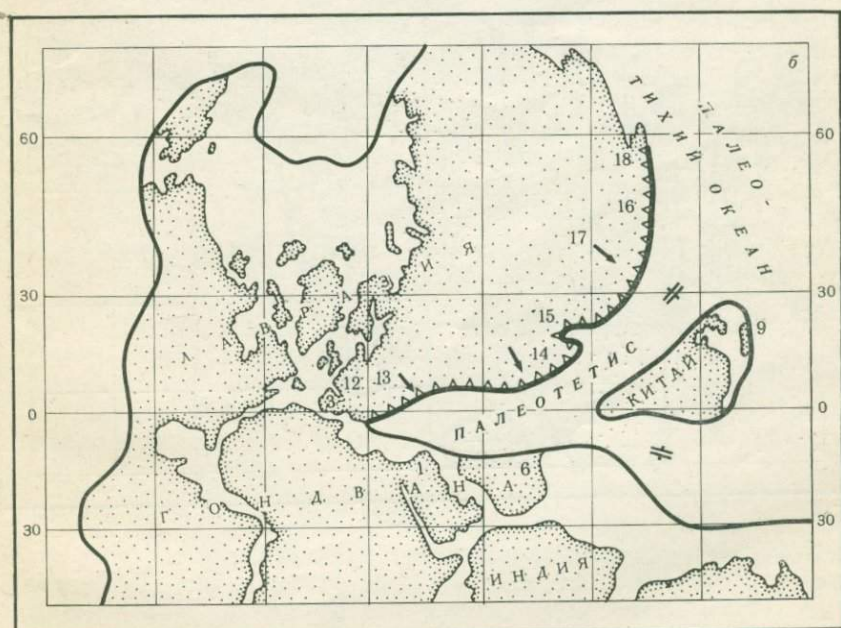 б
60
60
ПАЛЕО-
ТИХИЙ ОКЕАН
18
16
17
30
30
ЛАВРАЗИЯ
15
9
14
12
13
КИТАЙ
ПАЛЕОТЕТИС
0
0
1
6
ГОНДВАНА
30
30
ИНДИЯ